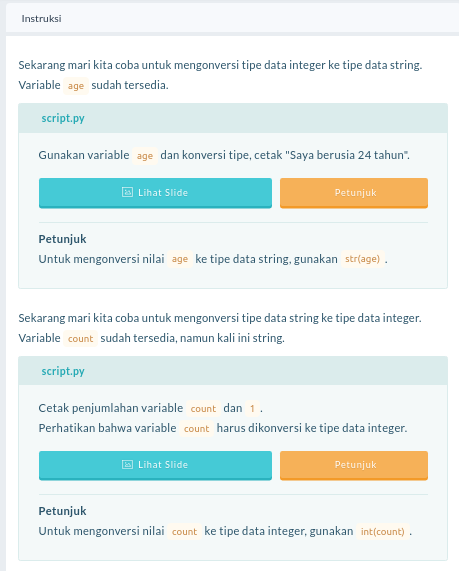 Instruksi
Sekarang mari kita coba untuk mengonversi tipe data integer ke tipe data string.
Variable age sudah tersedia.
script.py
Gunakan variable age dan konversi tipe, cetak "Saya berusia 24 tahun".
Lihat Slide
Petunjuk
Petunjuk
Untuk mengonversi nilai age ke tipe data string, gunakan str(age) .
Sekarang mari kita coba untuk mengonversi tipe data string ke tipe data integer.
Variable count sudah tersedia, namun kali ini string.
script.py
Cetak penjumlahan variable count dan 1 .
Perhatikan bahwa variable count harus dikonversi ke tipe data integer.
Lihat Slide
Petunjuk
Petunjuk
Untuk mengonversi nilai count ke tipe data integer, gunakan int(count) .